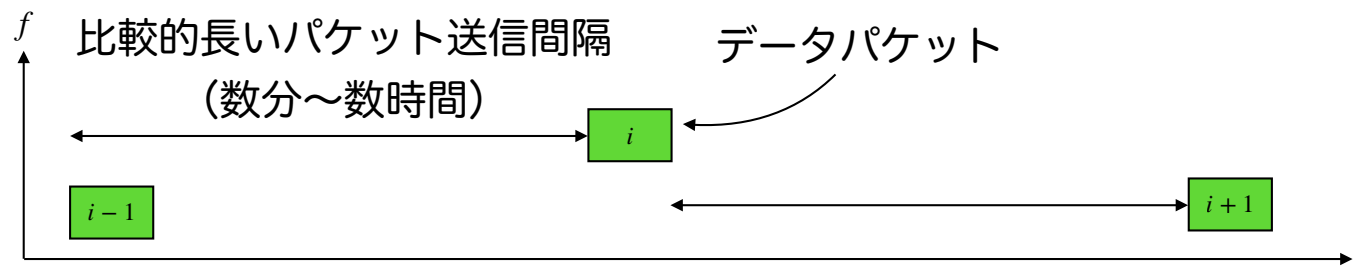 f
比較的長いパケット送信間隔
（数分〜数時間）
データパケット
i
i − 1
i + 1